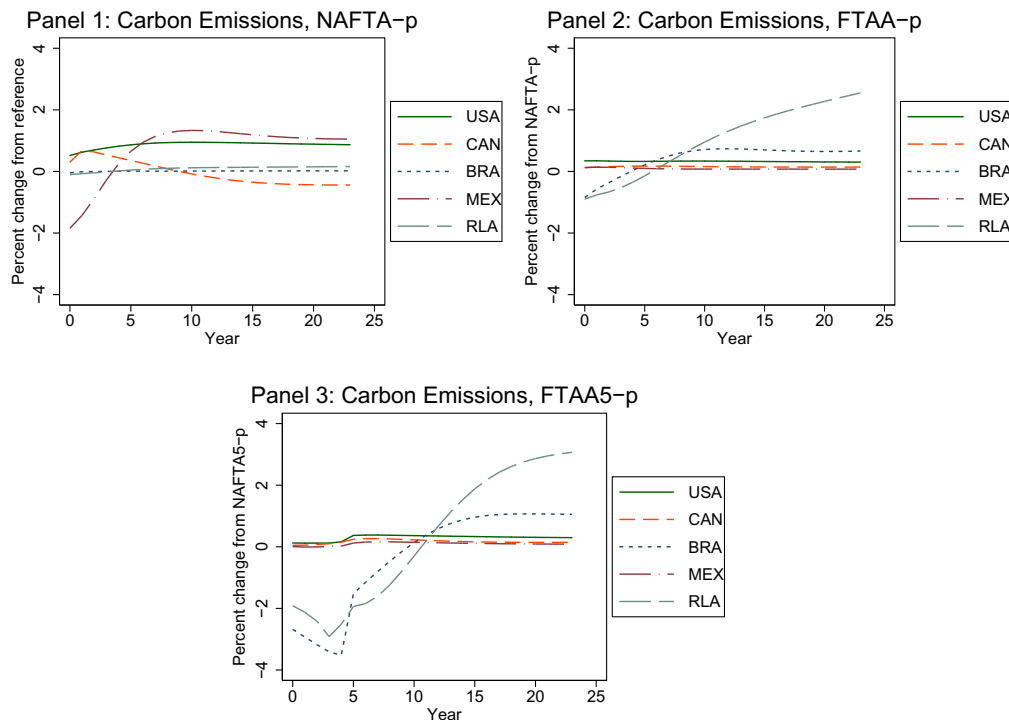 Panel 1: Carbon Emissions, NAFTA-p
Percent change from reference
4
2
0
-2
-4
0 5 10 15 20 25
Year
USA
CAN
BRA
MEX
RLA
Panel 2: Carbon Emissions, FTAA-p
Percent change from NAFTA-p
4
2
0
-2
-4
0 5 10 15 20 25
Year
USA
CAN
BRA
MEX
RLA
Panel 3: Carbon Emissions, FTAA5-p
Percent change from NAFTA5-p
4
2
0
-2
-4
0 5 10 15 20 25
Year
USA
CAN
BRA
MEX
RLA